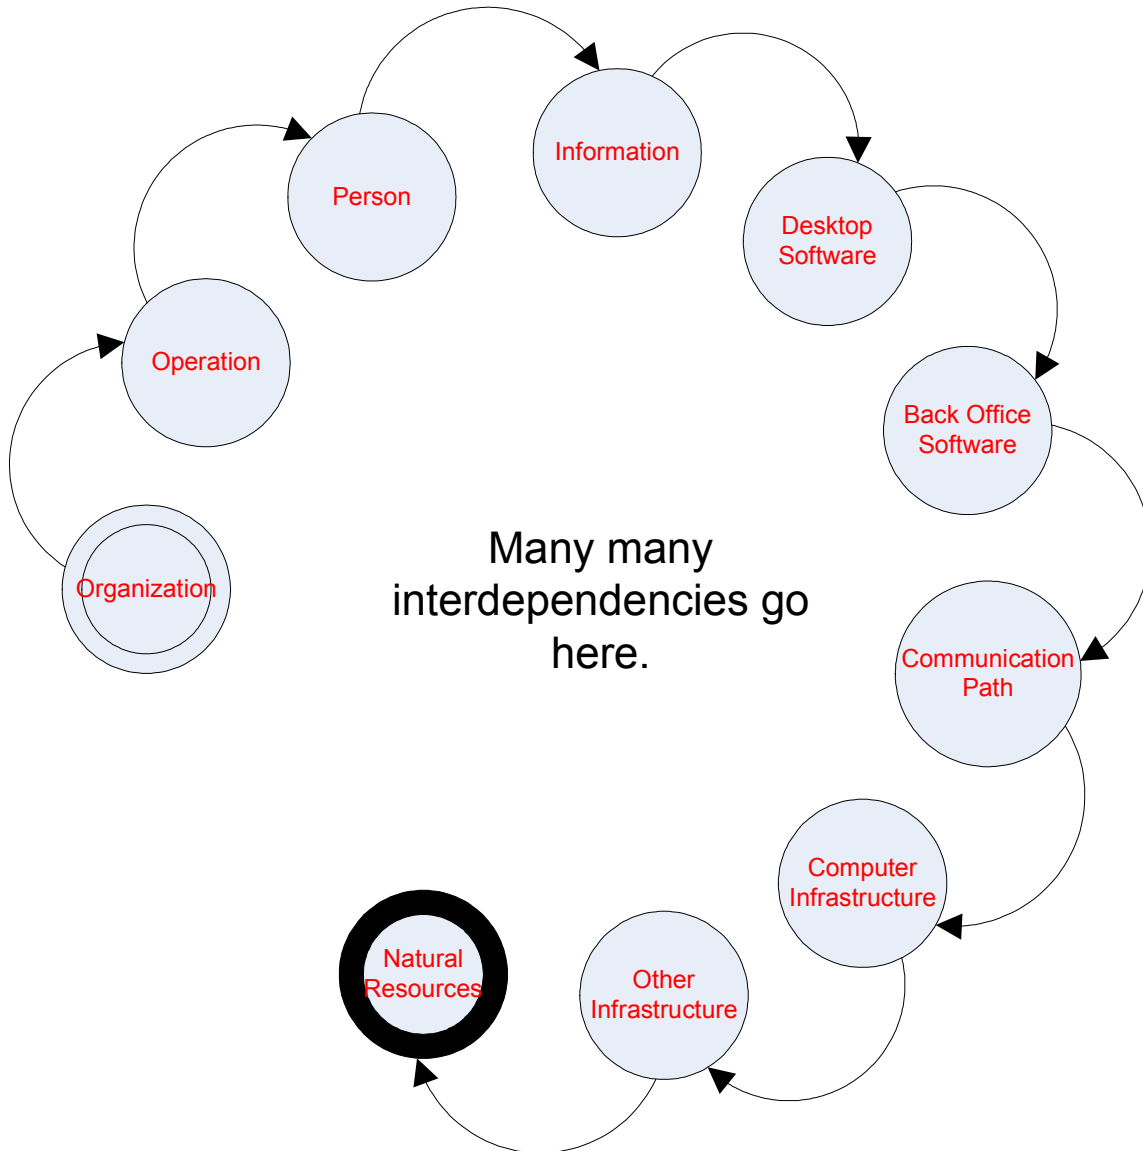 Information
Person
Desktop
Software
Operation
Back Office
Software
Many many
interdependencies go
here.
Organization
Communication
Path
Computer
Infrastructure
Natural
Resources
Other
Infrastructure